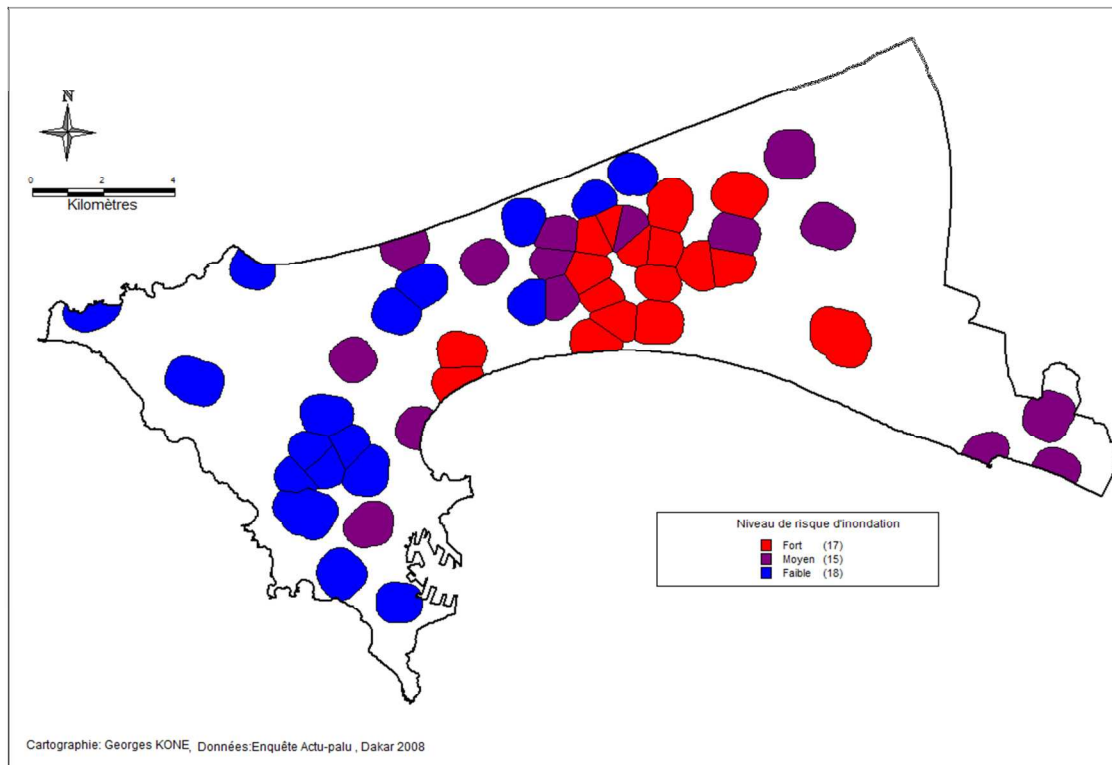 N
0 2 4
Kilomètres
Niveau de risque d'inondation
Fort (17)
Moyen (15)
Faible (18)
Cartographie: Georges KONE, Données:Enquête Actu-palu , Dakar 2008